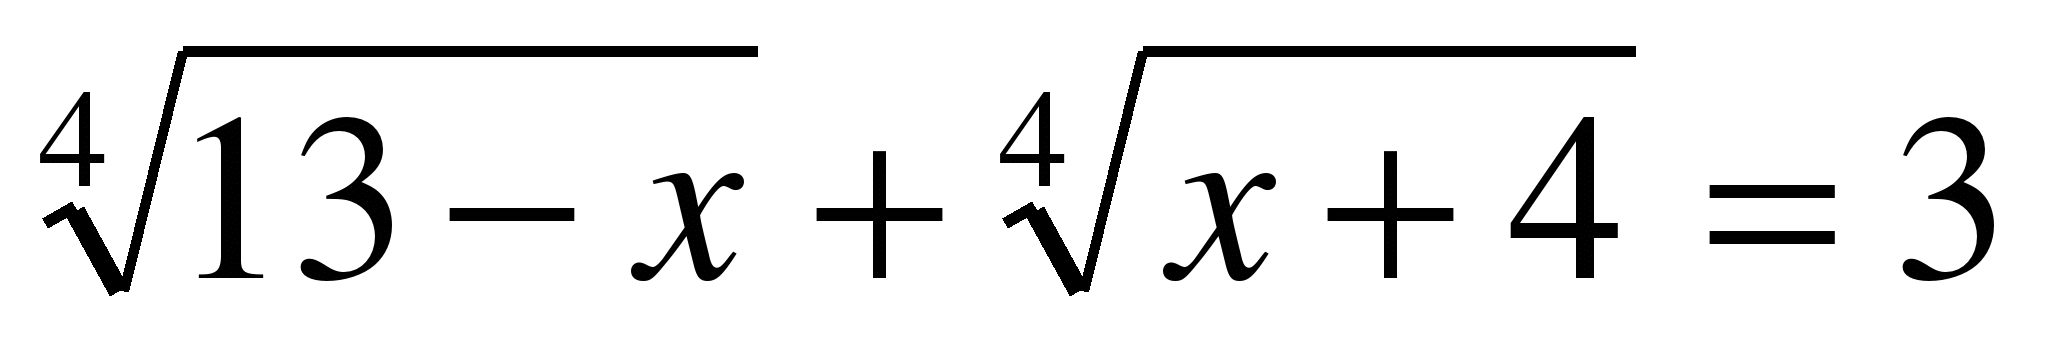 ∜(13 − x) + ∜(x + 4) = 3